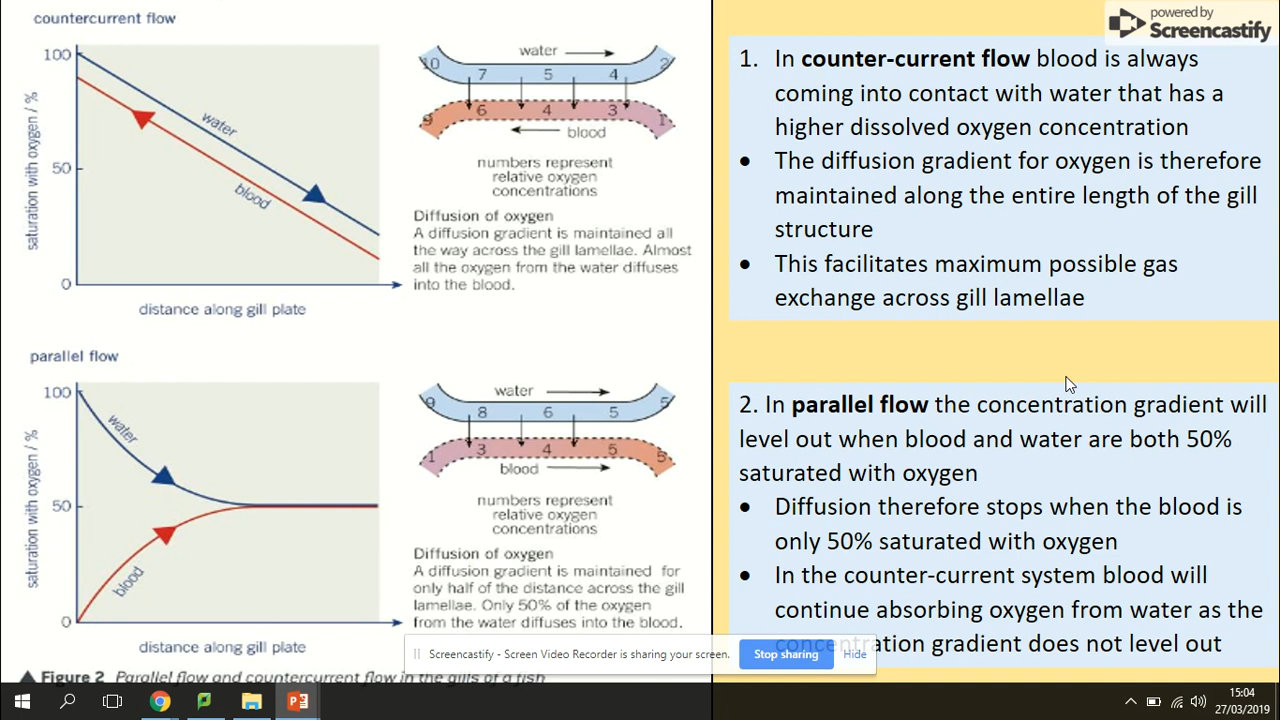 countercurrent flow
saturation with oxygen / %
100
50
0
water
blood
distance along gill plate
water
10 7 5 4 2
9 6 4 3 1
blood
numbers represent
relative oxygen
concentrations
Diffusion of oxygen
A diffusion gradient is maintained all
the way across the gill lamellae. Almost
all the oxygen from the water diffuses
into the blood.
parallel flow
saturation with oxygen / %
100
50
0
water
blood
distance along gill plate
water
9 8 6 5 5
1 3 4 5 5
blood
numbers represent
relative oxygen
concentrations
Diffusion of oxygen
A diffusion gradient is maintained for
only half of the distance across the gill
lamellae. Only 50% of the oxygen
from the water diffuses into the blood.
Figure 2 Parallel flow and countercurrent flow in the gills of a fish
powered by
Screencastify
1. In counter-current flow blood is always
coming into contact with water that has a
higher dissolved oxygen concentration
• The diffusion gradient for oxygen is therefore
maintained along the entire length of the gill
structure
• This facilitates maximum possible gas
exchange across gill lamellae
2. In parallel flow the concentration gradient will
level out when blood and water are both 50%
saturated with oxygen
• Diffusion therefore stops when the blood is
only 50% saturated with oxygen
• In the counter-current system blood will
continue absorbing oxygen from water as the
concentration gradient does not level out
Screencastify - Screen Video Recorder is sharing your screen.
Stop sharing
Hide
15:04
27/03/2019